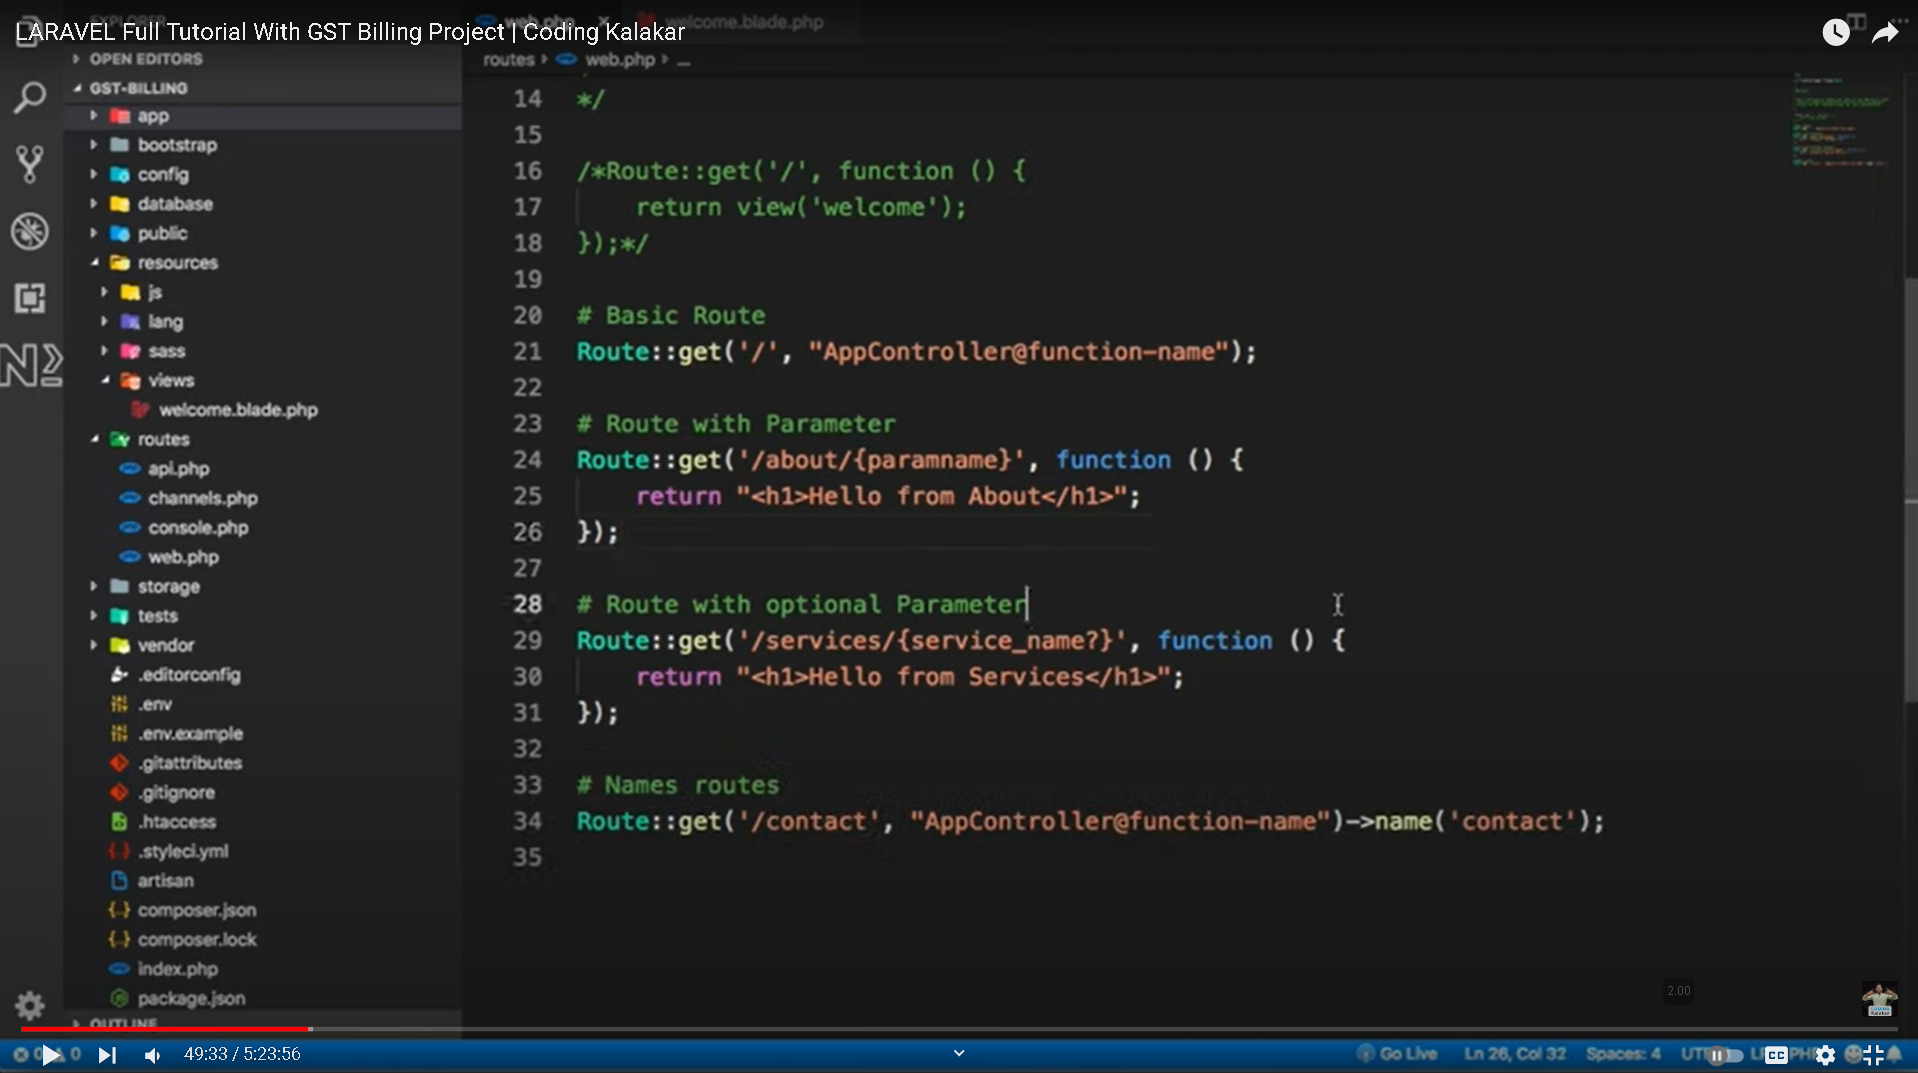 LARAVEL Full Tutorial With GST Billing Project | Coding Kalakar
web.php
welcome.blade.php
OPEN EDITORS
routes
web.php
...
GST-BILLING
app
bootstrap
config
database
public
resources
js
lang
sass
views
welcome.blade.php
routes
api.php
channels.php
console.php
web.php
storage
tests
vendor
.editorconfig
.env
.env.example
.gitattributes
.gitignore
.htaccess
.styleci.yml
artisan
composer.json
composer.lock
index.php
package.json
OUTLINE
14 */
15
16 /*Route::get('/', function () {
17 return view('welcome');
18 });*/
19
20 # Basic Route
21 Route::get('/', "AppController@function-name");
22
23 # Route with Parameter
24 Route::get('/about/{paramname}', function () {
25 return "<h1>Hello from About</h1>";
26 });
27
28 # Route with optional Parameter
29 Route::get('/services/{service_name?}', function () {
30 return "<h1>Hello from Services</h1>";
31 });
32
33 # Names routes
34 Route::get('/contact', "AppController@function-name")->name('contact');
35
2.00
49:33 / 5:23:56
Go Live
Ln 26, Col 32
Spaces: 4
CC